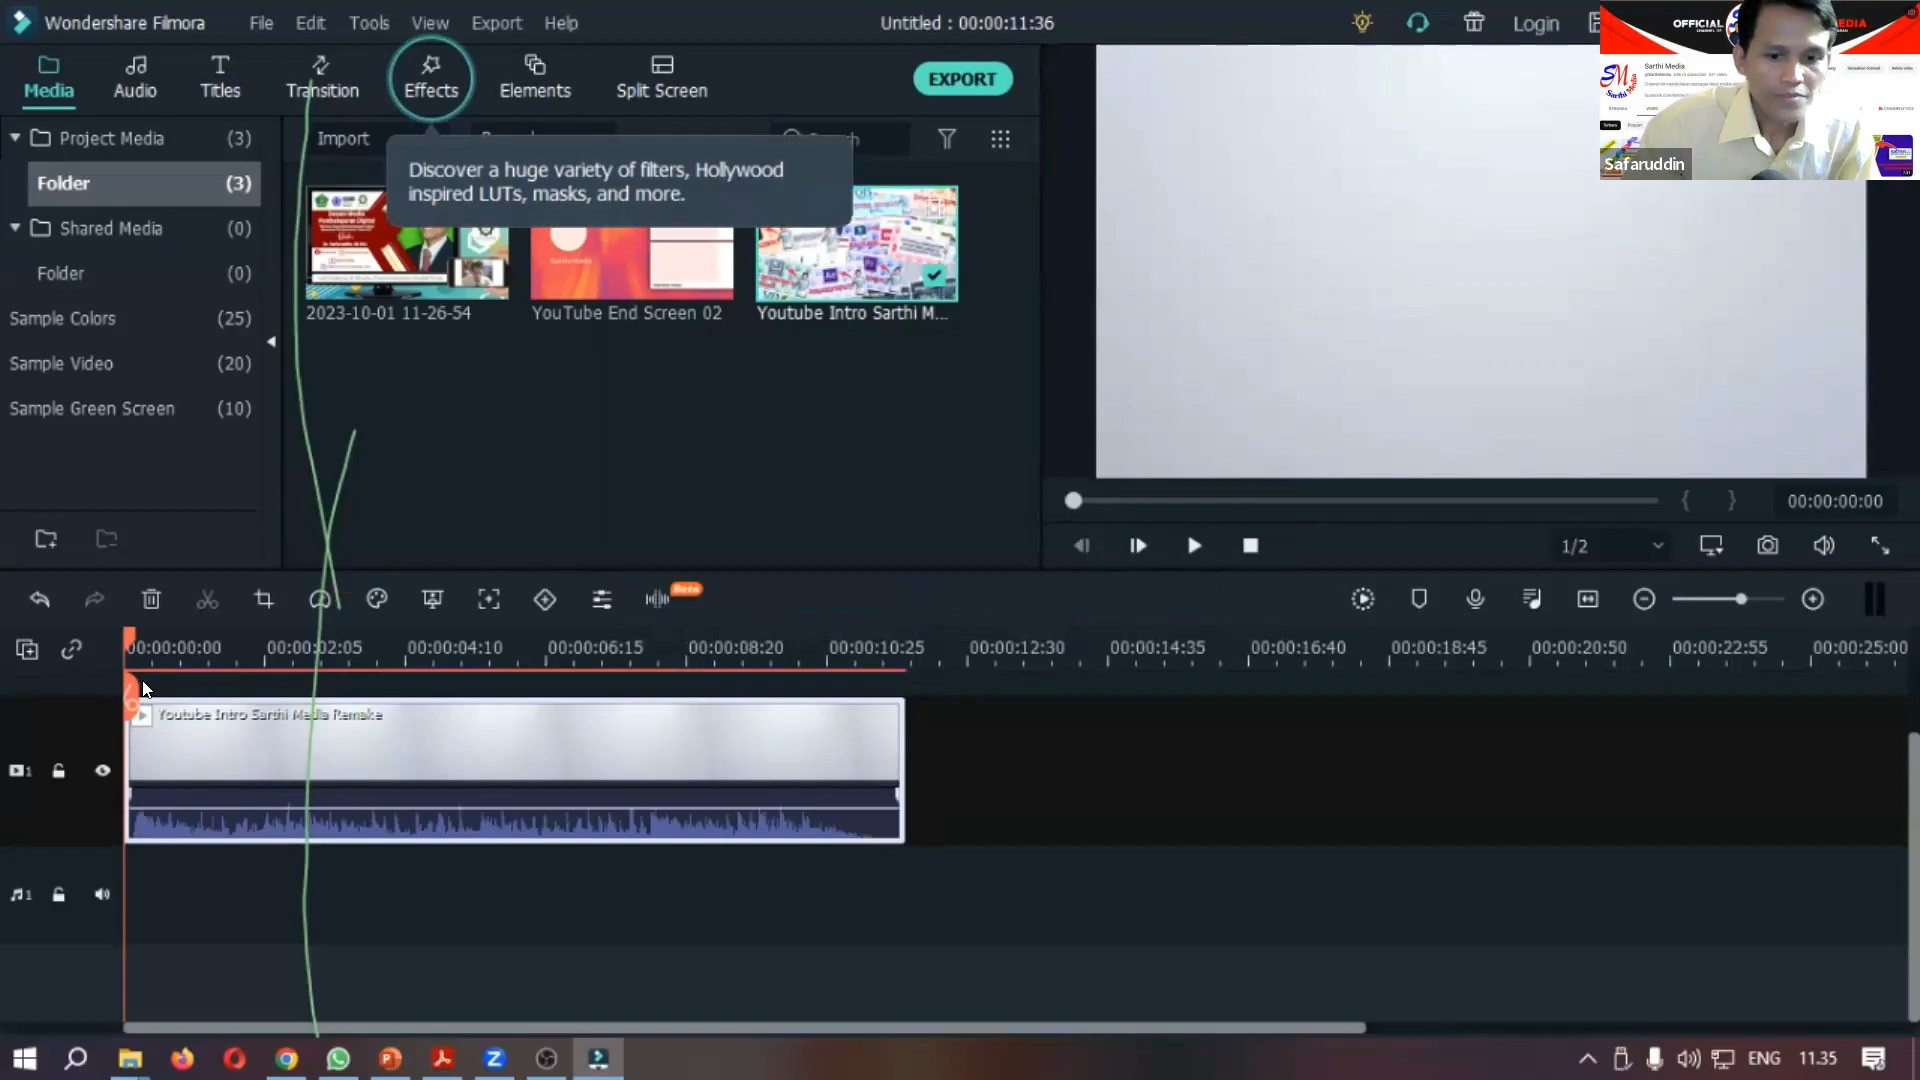 Wondershare Filmora File Edit Tools View Export Help Untitled : 00:00:11:36 Login
Media Audio Titles Transition Effects Elements Split Screen EXPORT
OFFICIAL
Sarthi Media
Safaruddin
Project Media (3)
Folder (3)
Shared Media (0)
Folder (0)
Sample Colors (25)
Sample Video (20)
Sample Green Screen (10)
Import
Discover a huge variety of filters, Hollywood
inspired LUTs, masks, and more.
2023-10-01 11-26-54 YouTube End Screen 02 Youtube Intro Sarthi M...
00:00:00:00
1/2
Beta
00:00:00:00 00:00:02:05 00:00:04:10 00:00:06:15 00:00:08:20 00:00:10:25 00:00:12:30 00:00:14:35 00:00:16:40 00:00:18:45 00:00:20:50 00:00:22:55 00:00:25:00
Youtube Intro Sarthi Media Remake
1
1
ENG 11.35